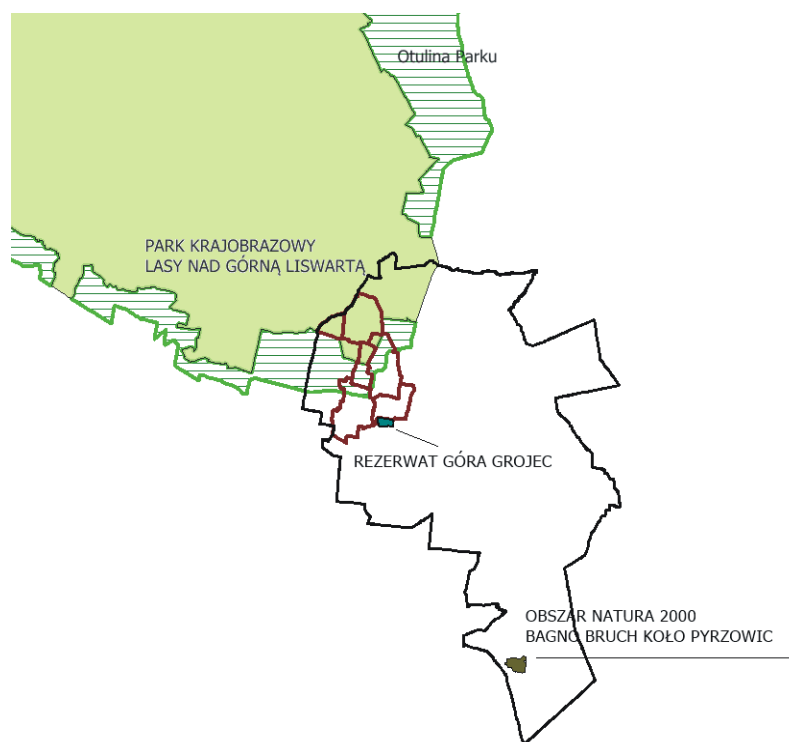 Otulina Parku
PARK KRAJOBRAZOWY
LASY NAD GÓRNĄ LISWARTĄ
REZERWAT GÓRA GROJEC
OBSZAR NATURA 2000
BAGNO BRUCH KOŁO PYRZOWIC